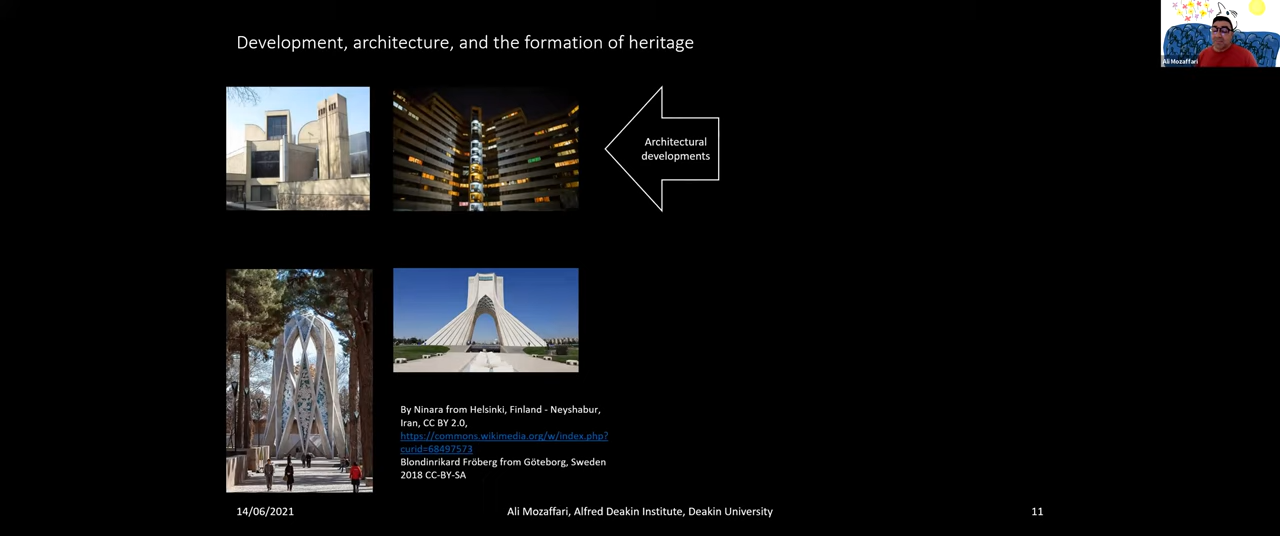 Development, architecture, and the formation of heritage
Ali Mozaffari
Architectural
developments
By Ninara from Helsinki, Finland - Neyshabur,
Iran, CC BY 2.0,
https://commons.wikimedia.org/w/index.php?
curid=68497573
Blondinrikard Fröberg from Göteborg, Sweden
2018 CC-BY-SA
14/06/2021
Ali Mozaffari, Alfred Deakin Institute, Deakin University
11